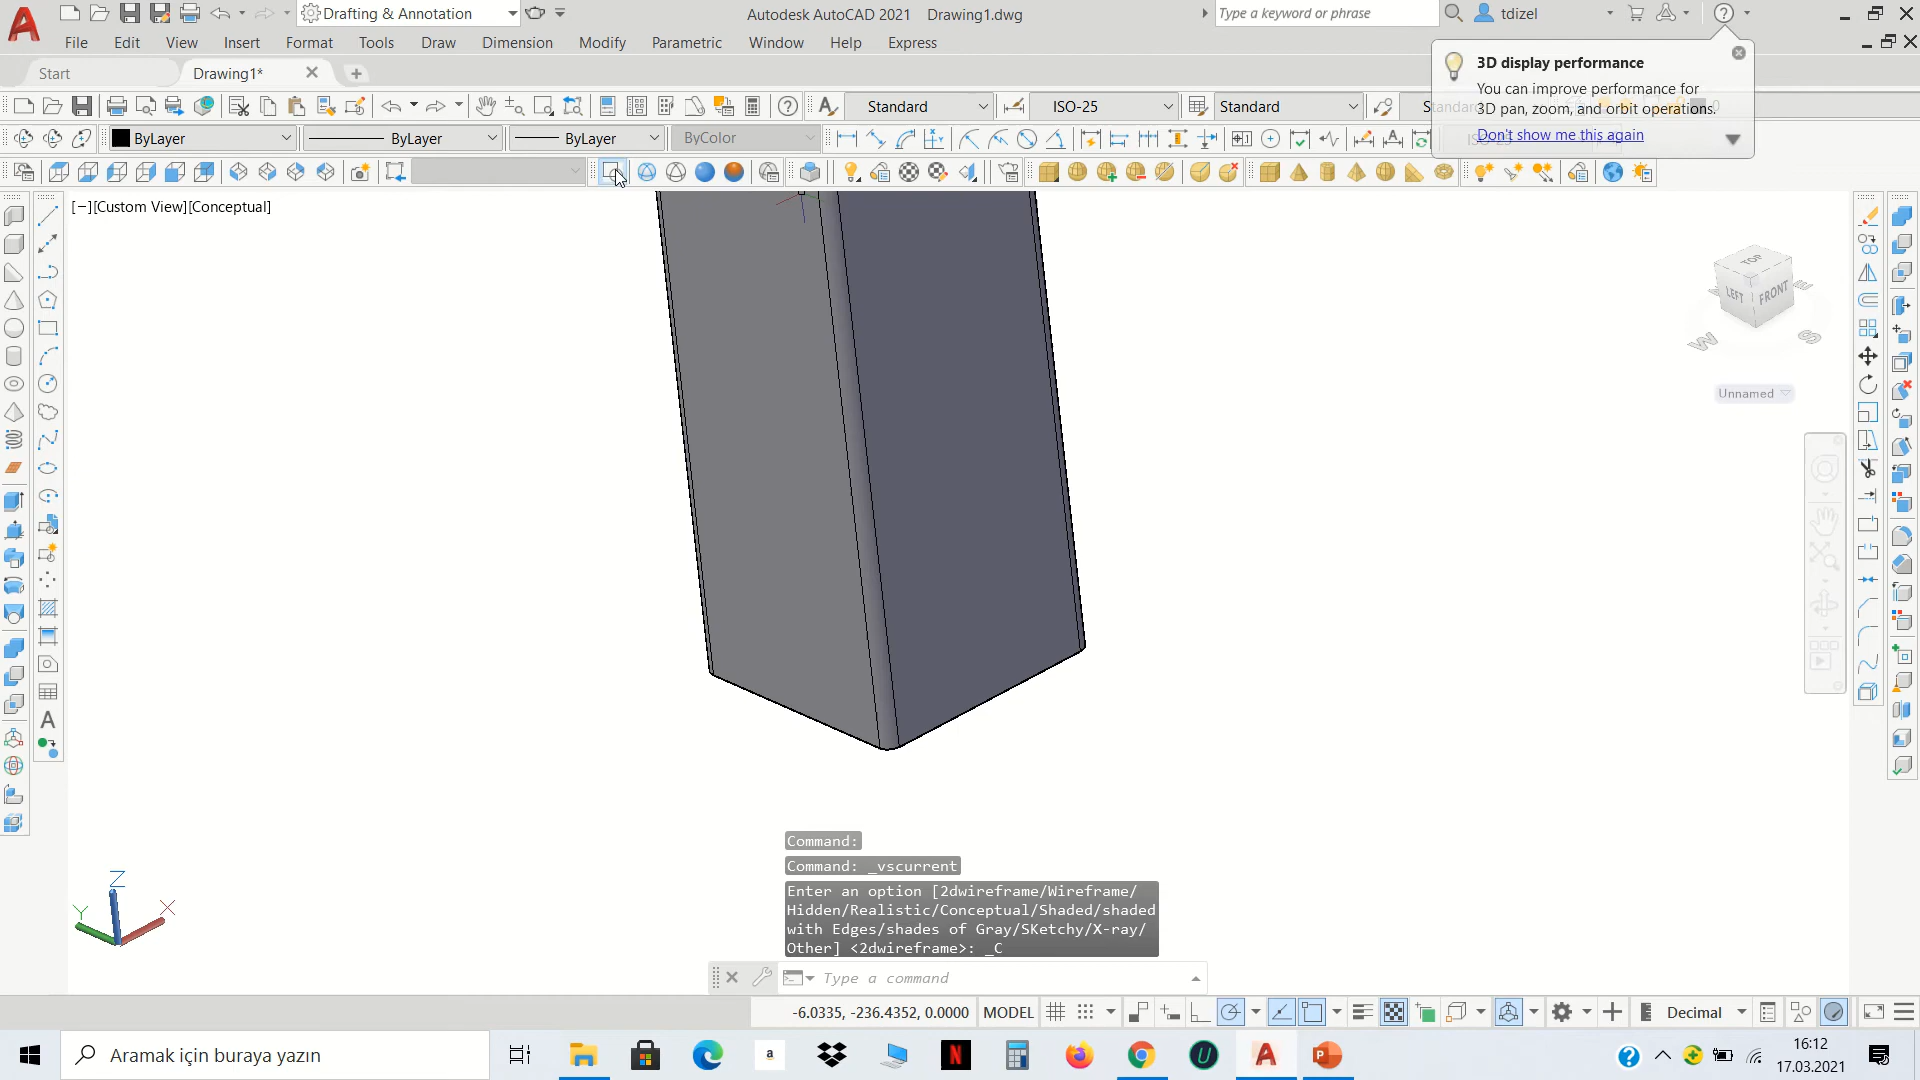 Drafting & Annotation
Autodesk AutoCAD 2021 Drawing1.dwg
Type a keyword or phrase
tdizel
File Edit View Insert Format Tools Draw Dimension Modify Parametric Window Help Express
Start
Drawing1*
3D display performance
You can improve performance for
3D pan, zoom, and orbit operations.
Don't show me this again
Standard
ISO-25
Standard
ByLayer
ByLayer
ByLayer
ByColor
[−][Custom View][Conceptual]
TOP
LEFT
FRONT
W
S
Unnamed
Command:
Command: _vscurrent
Enter an option [2dwireframe/Wireframe/
Hidden/Realistic/Conceptual/Shaded/shaded
with Edges/shades of Gray/SKetchy/X-ray/
Other] <2dwireframe>: _C
Z
Y
X
Type a command
-6.0335, -236.4352, 0.0000 MODEL
Decimal
Aramak için buraya yazın
16:12
17.03.2021